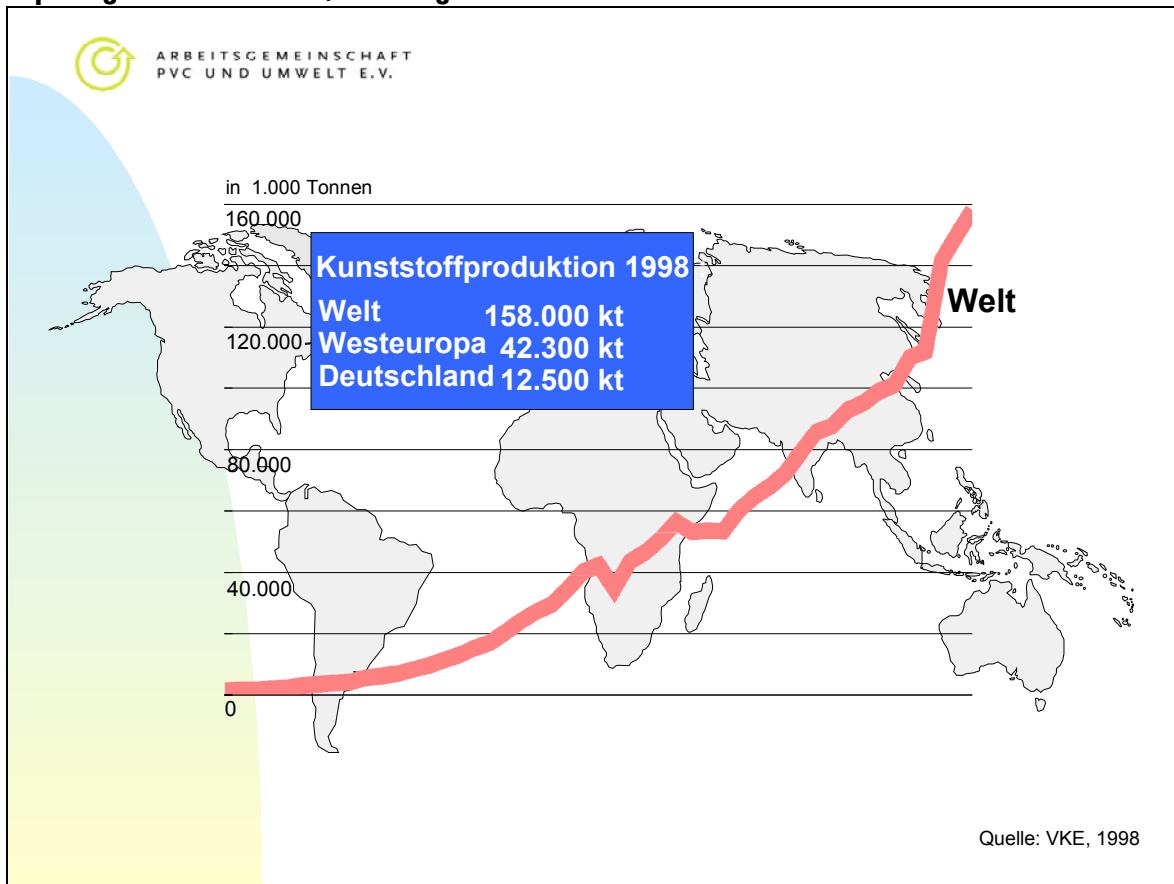 ARBEITSGEMEINSCHAFT
PVC UND UMWELT E.V.
in 1.000 Tonnen
160.000
Kunststoffproduktion 1998
Welt 158.000 kt
Westeuropa 42.300 kt
Deutschland 12.500 kt
Welt
120.000
80.000
40.000
0
Quelle: VKE, 1998